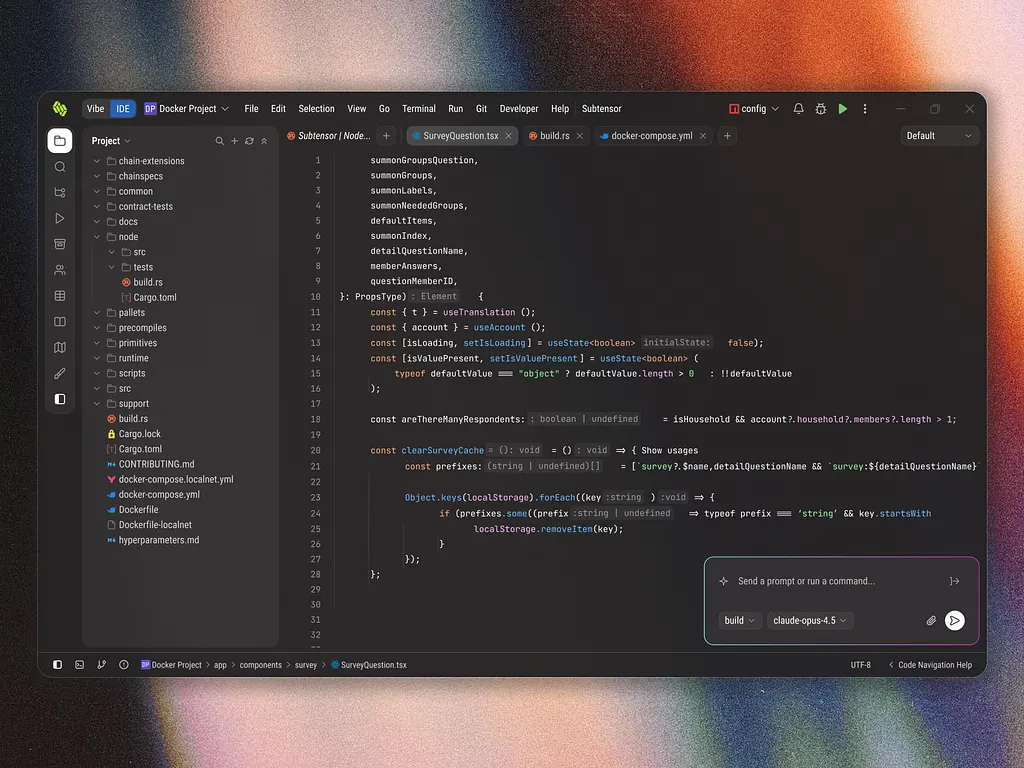 Vibe IDE DP Docker Project File Edit Selection View Go Terminal Run Git Developer Help Subtensor config
Project
Subtensor | Node... SurveyQuestion.tsx build.rs docker-compose.yml Default
chain-extensions
chainspecs
common
contract-tests
docs
node
src
tests
build.rs
Cargo.toml
pallets
precompiles
primitives
runtime
scripts
src
support
build.rs
Cargo.lock
Cargo.toml
CONTRIBUTING.md
docker-compose.localnet.yml
docker-compose.yml
Dockerfile
Dockerfile-localnet
hyperparameters.md
1 summonGroupsQuestion,
2 summonGroups,
3 summonLabels,
4 summonNeededGroups,
5 defaultItems,
6 summonIndex,
7 detailQuestionName,
8 memberAnswers,
9 questionMemberID,
10 }: PropsType) : Element {
11 const { t } = useTranslation ();
12 const { account } = useAccount ();
13 const [isLoading, setIsLoading] = useState<boolean> initialState: false);
14 const [isValuePresent, setIsValuePresent] = useState<boolean> (
15 typeof defaultValue === "object" ? defaultValue.length > 0 : !!defaultValue
16 );
17
18 const areThereManyRespondents: : boolean | undefined = isHousehold && account?.household?.members?.length > 1;
19
20 const clearSurveyCache = (): void = () : void => { Show usages
21 const prefixes: (string | undefined)[] = [`survey?.$name,detailQuestionName && `survey:${detailQuestionName}`
22
23 Object.keys(localStorage).forEach((key :string ) :void => {
24 if (prefixes.some((prefix :string | undefined => typeof prefix === 'string' && key.startsWith
25 localStorage.removeItem(key);
26 }
27 });
28 };
29
30
31
32
Send a prompt or run a command...
build claude-opus-4.5
DP Docker Project > app > components > survey > SurveyQuestion.tsx UTF-8 Code Navigation Help